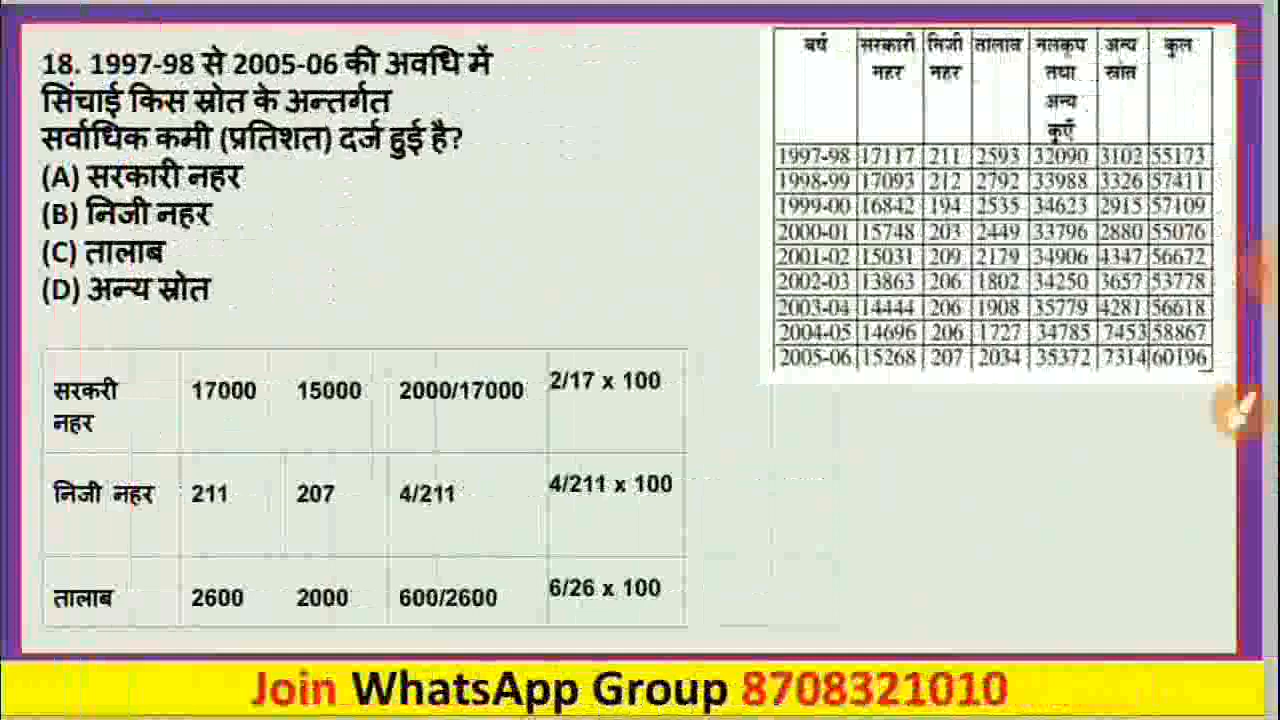 18. 1997-98 से 2005-06 की अवधि में
सिंचाई किस स्रोत के अन्तर्गत
सर्वाधिक कमी (प्रतिशत) दर्ज हुई है?
(A) सरकारी नहर
(B) निजी नहर
(C) तालाब
(D) अन्य स्रोत
वर्ष सरकारी नहर निजी नहर तालाब नलकूप तथा अन्य कुएँ अन्य स्रोत कुल
1997-98 17117 211 2593 32090 3102 55173
1998-99 17093 212 2792 33988 3326 57411
1999-00 16842 194 2535 34623 2915 57109
2000-01 15748 203 2449 33796 2880 55076
2001-02 15031 209 2179 34906 4347 56672
2002-03 13863 206 1802 34250 3657 53778
2003-04 14444 206 1908 35779 4281 56618
2004-05 14696 206 1727 34785 7453 58867
2005-06 15268 207 2034 35372 7314 60196
सरकरी नहर 17000 15000 2000/17000 2/17 x 100
निजी नहर 211 207 4/211 4/211 x 100
तालाब 2600 2000 600/2600 6/26 x 100
Join WhatsApp Group 8708321010